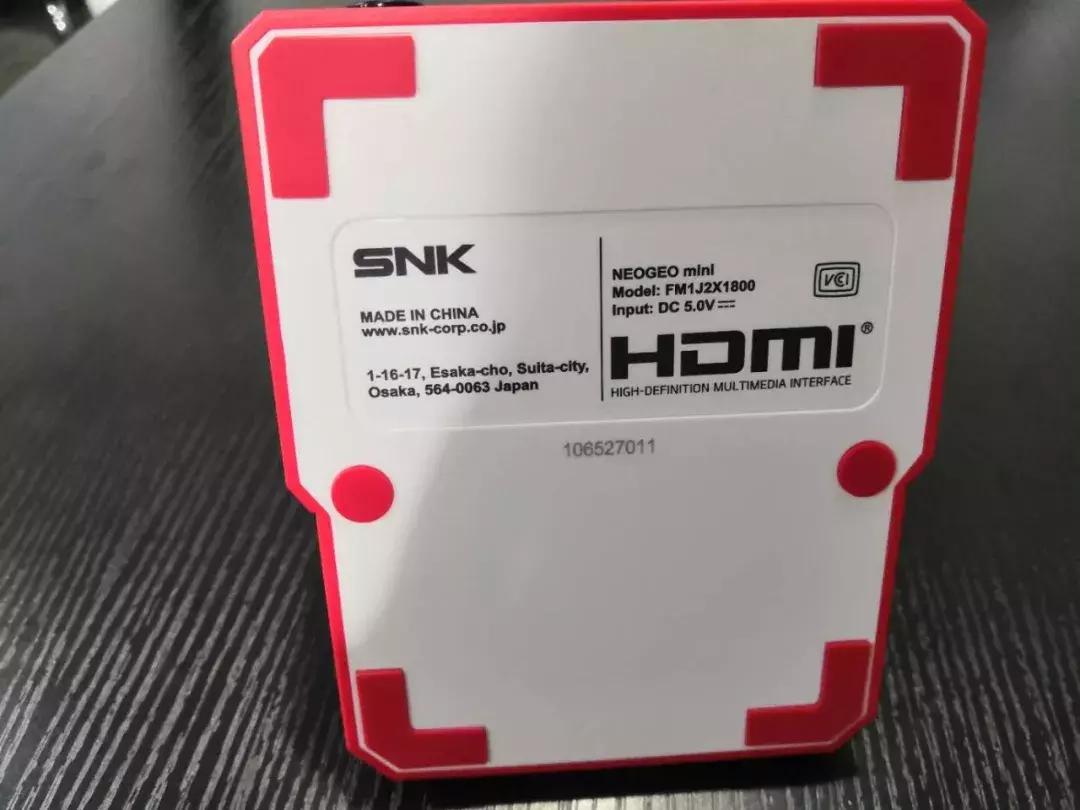 SNK
MADE IN CHINA
www.snk-corp.co.jp
1-16-17, Esaka-cho, Suita-city,
Osaka, 564-0063 Japan
NEOGEO mini
Model: FM1J2X1800
Input: DC 5.0V⎓
VCCI
HDMI®
HIGH-DEFINITION MULTIMEDIA INTERFACE
106527011